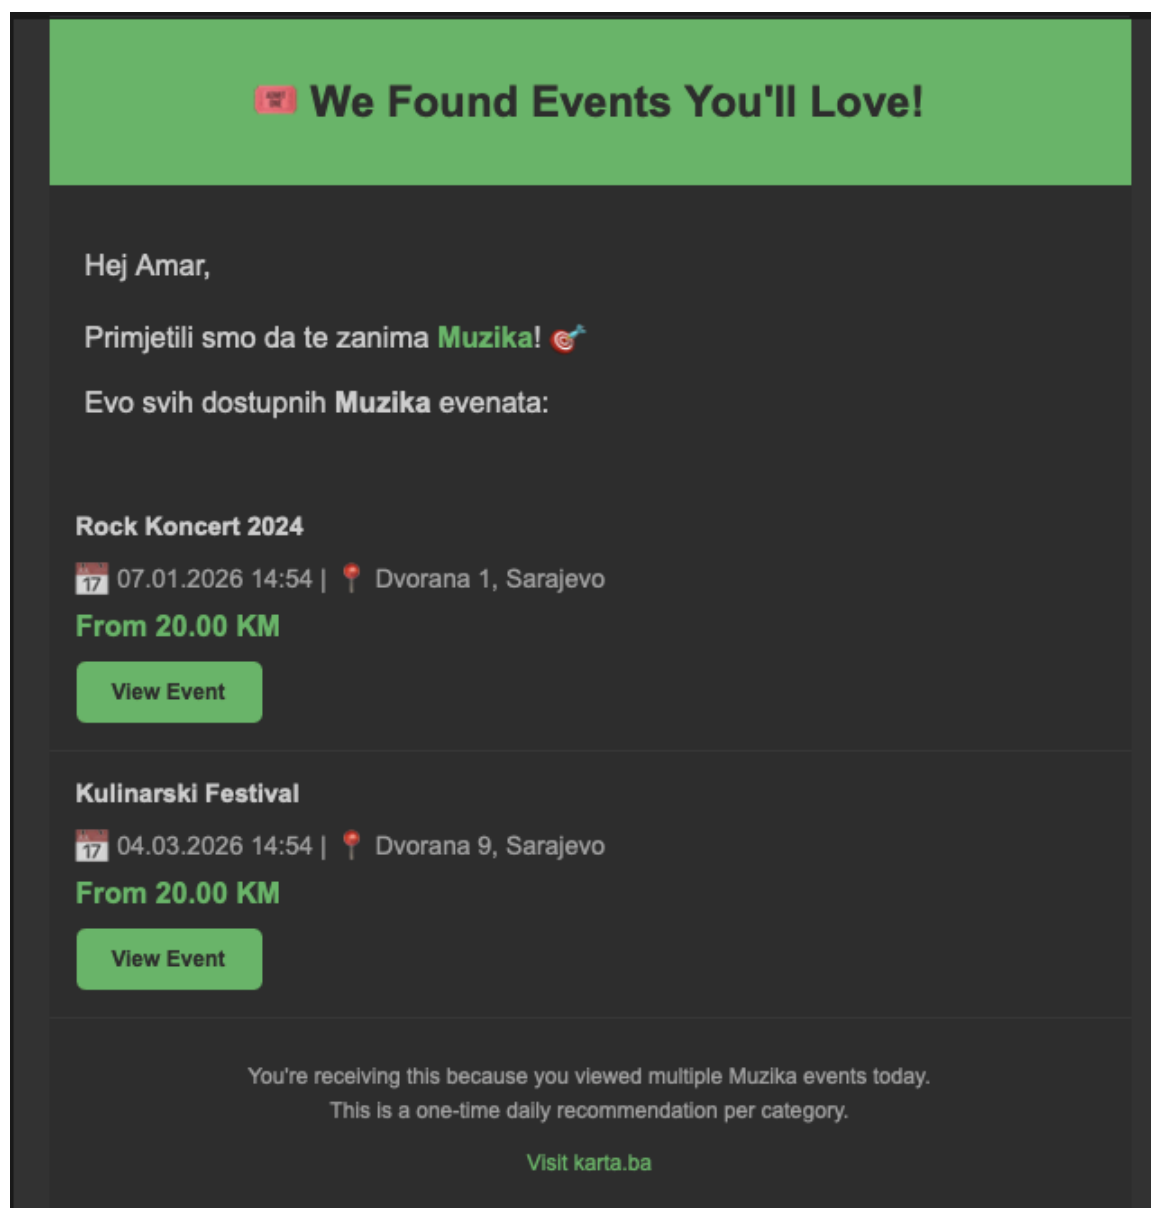 We Found Events You'll Love!
Hej Amar,
Primjetili smo da te zanima Muzika!
Evo svih dostupnih Muzika evenata:
Rock Koncert 2024
17 07.01.2026 14:54 | Dvorana 1, Sarajevo
From 20.00 KM
View Event
Kulinarski Festival
17 04.03.2026 14:54 | Dvorana 9, Sarajevo
From 20.00 KM
View Event
You're receiving this because you viewed multiple Muzika events today.
This is a one-time daily recommendation per category.
Visit karta.ba